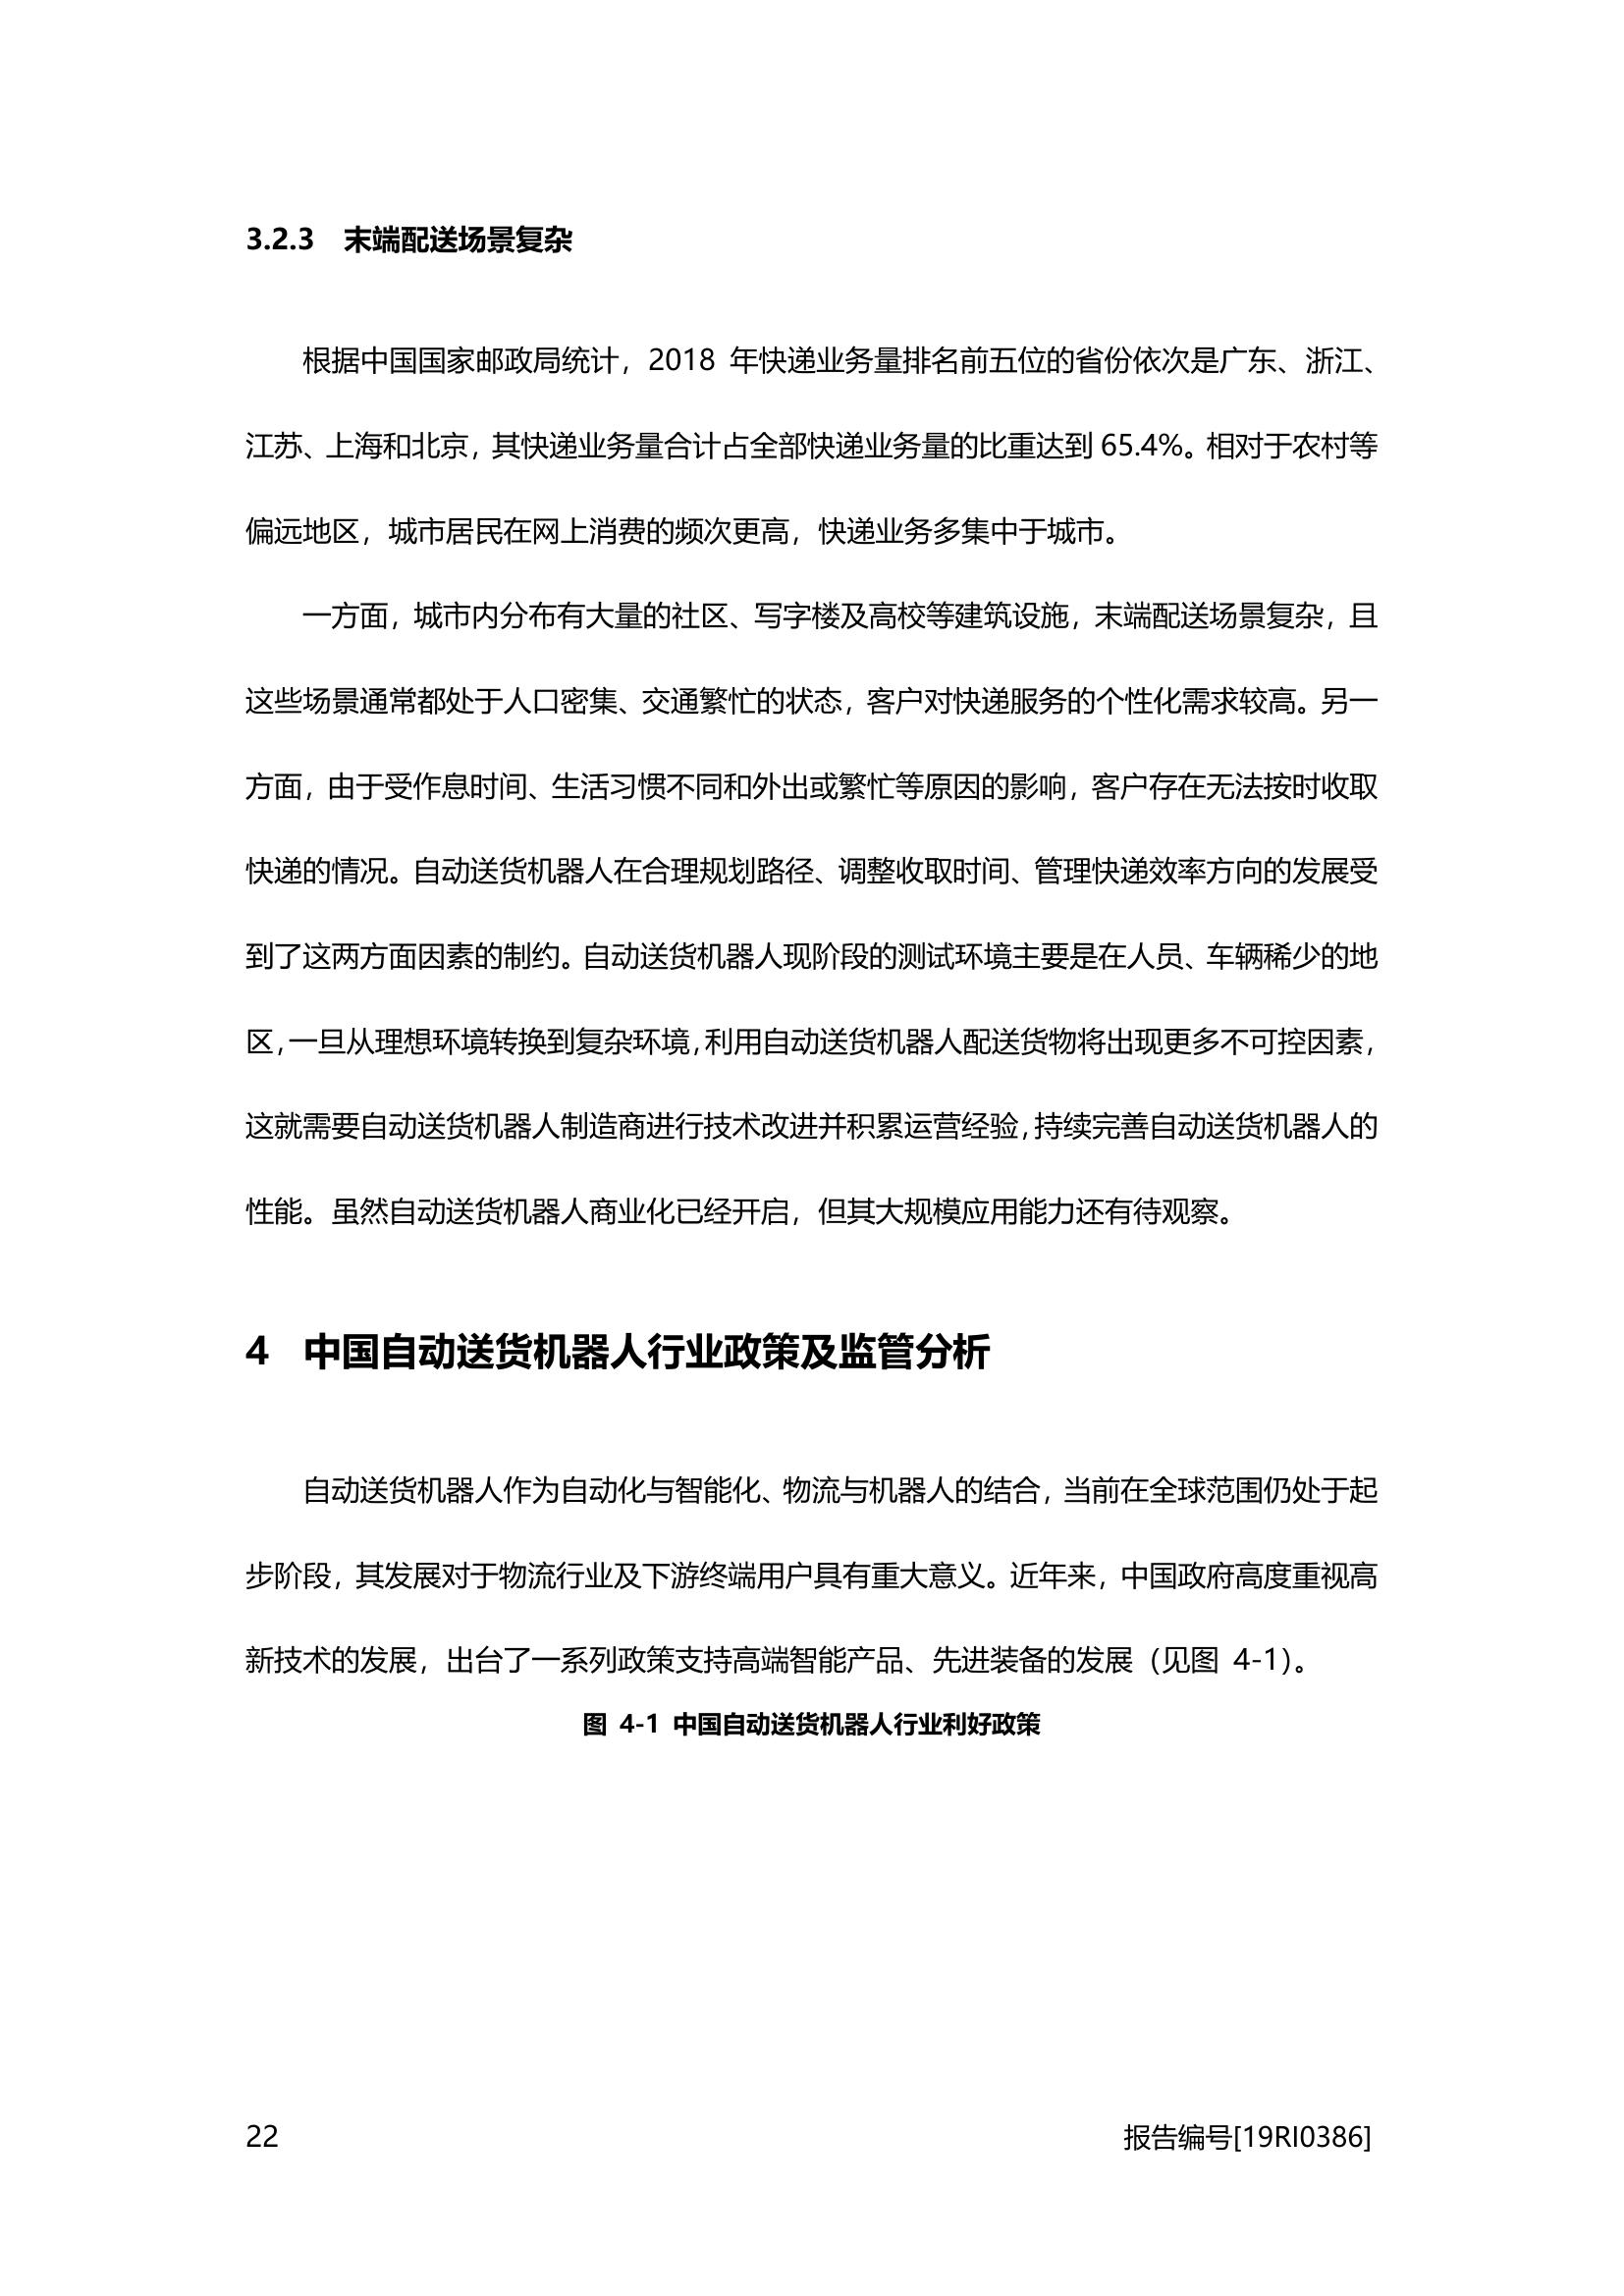 3.2.3 末端配送场景复杂
根据中国国家邮政局统计，2018 年快递业务量排名前五位的省份依次是广东、浙江、
江苏、上海和北京，其快递业务量合计占全部快递业务量的比重达到 65.4%。相对于农村等
偏远地区，城市居民在网上消费的频次更高，快递业务多集中于城市。
一方面，城市内分布有大量的社区、写字楼及高校等建筑设施，末端配送场景复杂，且
这些场景通常都处于人口密集、交通繁忙的状态，客户对快递服务的个性化需求较高。另一
方面，由于受作息时间、生活习惯不同和外出或繁忙等原因的影响，客户存在无法按时收取
快递的情况。自动送货机器人在合理规划路径、调整收取时间、管理快递效率方向的发展受
到了这两方面因素的制约。自动送货机器人现阶段的测试环境主要是在人员、车辆稀少的地
区，一旦从理想环境转换到复杂环境，利用自动送货机器人配送货物将出现更多不可控因素，
这就需要自动送货机器人制造商进行技术改进并积累运营经验，持续完善自动送货机器人的
性能。虽然自动送货机器人商业化已经开启，但其大规模应用能力还有待观察。
4 中国自动送货机器人行业政策及监管分析
自动送货机器人作为自动化与智能化、物流与机器人的结合，当前在全球范围仍处于起
步阶段，其发展对于物流行业及下游终端用户具有重大意义。近年来，中国政府高度重视高
新技术的发展，出台了一系列政策支持高端智能产品、先进装备的发展（见图 4-1）。
图 4-1 中国自动送货机器人行业利好政策
22 报告编号[19RI0386]